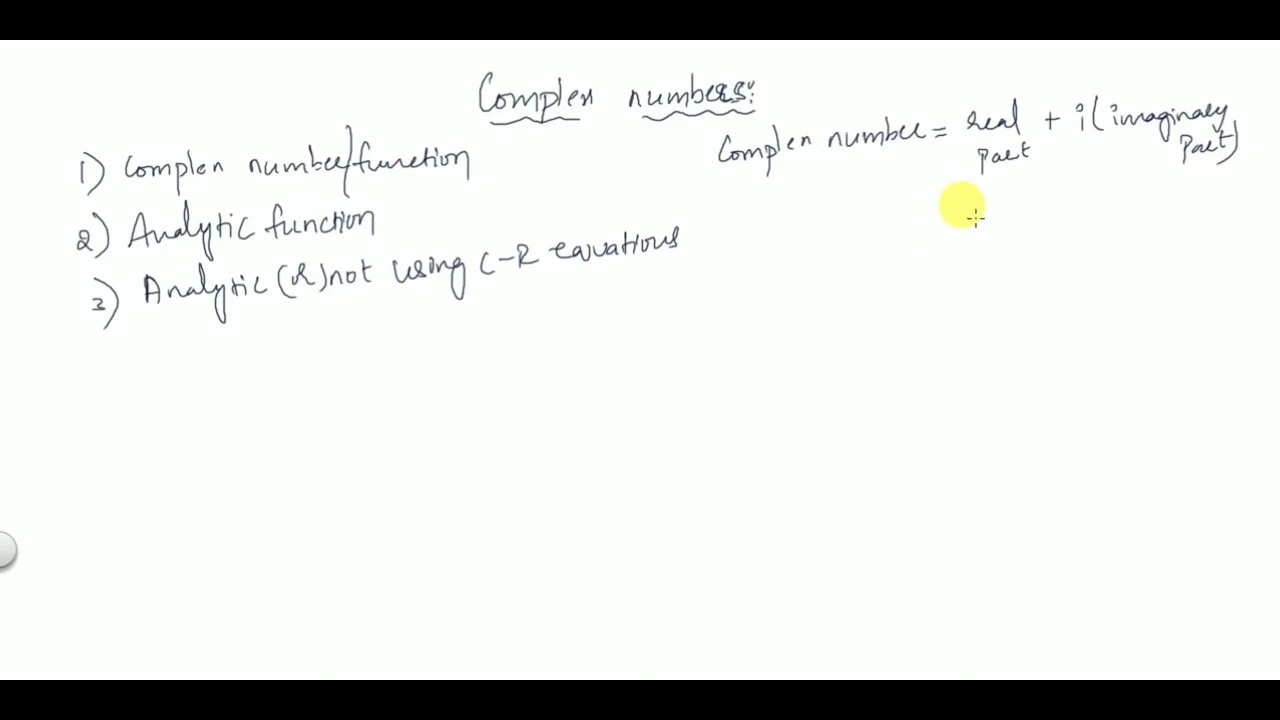 Complex numbers:
Complex number = real part + i(imaginary part)
1) Complex number/function
2) Analytic function
3) Analytic (or) not using C-R equations